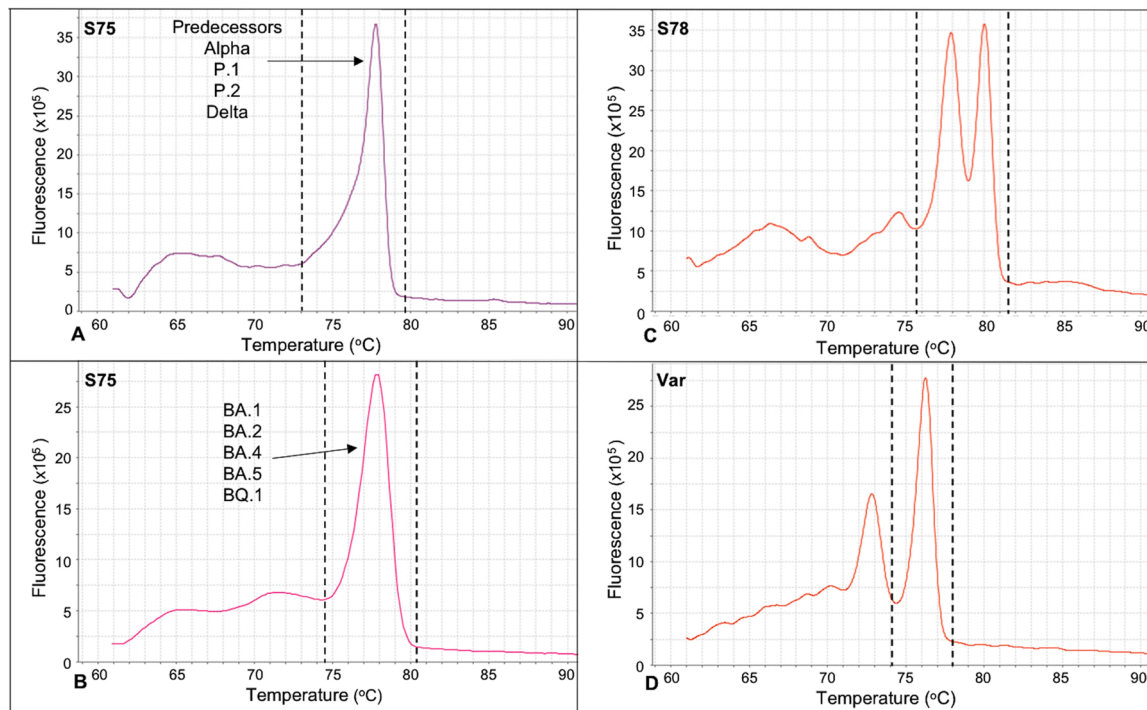 S75
Predecessors
Alpha
P.1
P.2
Delta
35
30
25
20
15
10
5
0
Fluorescence (x10⁵)
60 65 70 75 80 85 90
A
Temperature (°C)
S78
35
30
25
20
15
10
5
0
Fluorescence (x10⁵)
60 65 70 75 80 85 90
C
Temperature (°C)
S75
BA.1
BA.2
BA.4
BA.5
BQ.1
25
20
15
10
5
0
Fluorescence (x10⁵)
60 65 70 75 80 85 90
B
Temperature (°C)
Var
25
20
15
10
5
0
Fluorescence (x10⁵)
60 65 70 75 80 85 90
D
Temperature (°C)